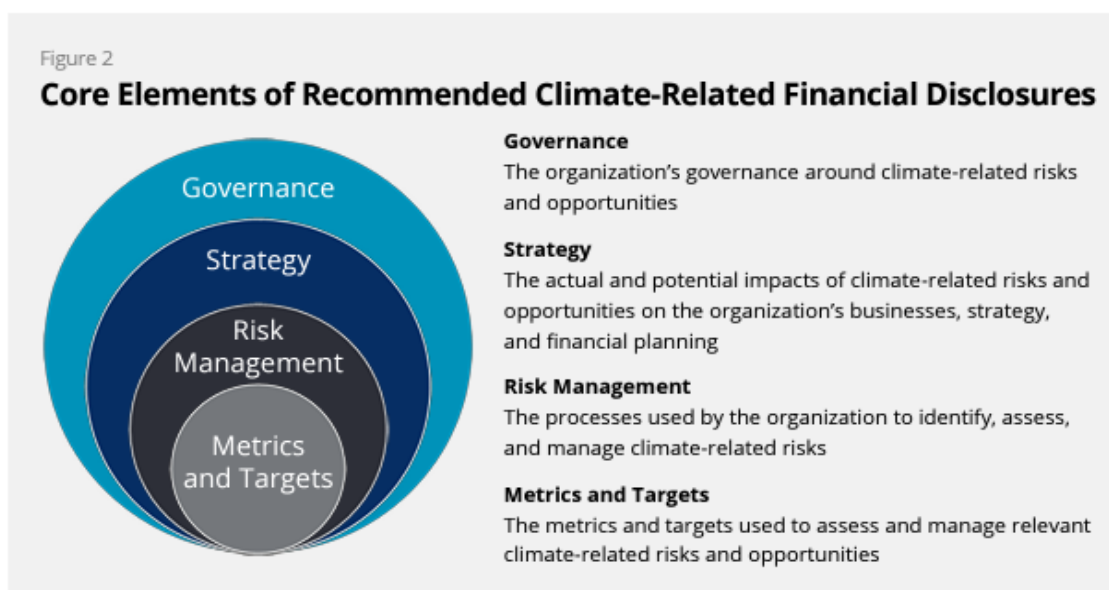 Figure 2
Core Elements of Recommended Climate-Related Financial Disclosures
Governance
Strategy
Risk
Management
Metrics
and Targets
Governance
The organization’s governance around climate-related risks
and opportunities
Strategy
The actual and potential impacts of climate-related risks and
opportunities on the organization’s businesses, strategy,
and financial planning
Risk Management
The processes used by the organization to identify, assess,
and manage climate-related risks
Metrics and Targets
The metrics and targets used to assess and manage relevant
climate-related risks and opportunities